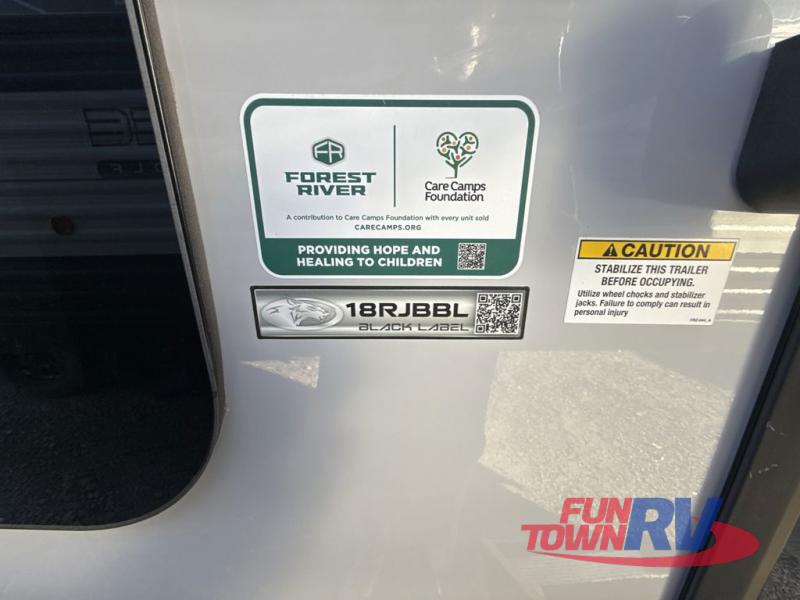 FR
FOREST
RIVER
Care Camps
Foundation
A contribution to Care Camps Foundation with every unit sold
CARECAMPS.ORG
PROVIDING HOPE AND
HEALING TO CHILDREN
18RJBBL
BLACK LABEL
CAUTION
STABILIZE THIS TRAILER
BEFORE OCCUPYING.
Utilize wheel chocks and stabilizer
jacks. Failure to comply can result in
personal injury
FUN
TOWN RV